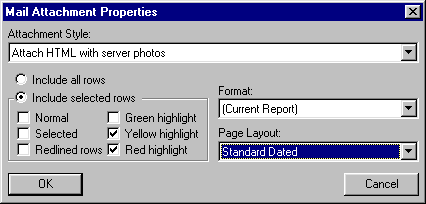 Mail Attachment Properties
Attachment Style:
Attach HTML with server photos
Include all rows
Include selected rows
Normal
Green highlight
Selected
Yellow highlight
Redlined rows
Red highlight
Format:
(Current Report)
Page Layout:
Standard Dated
OK
Cancel